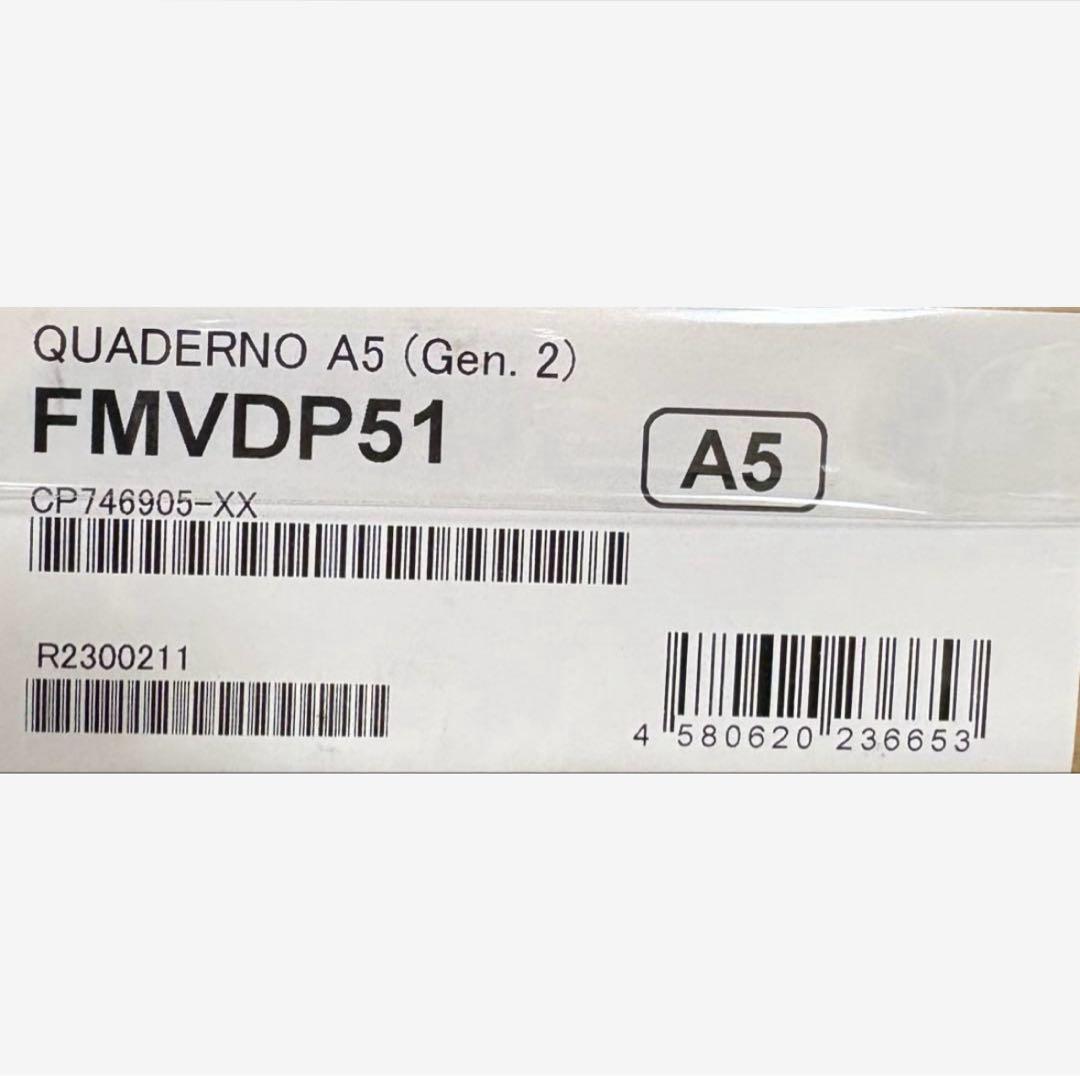 QUADERNO A5 (Gen. 2)
FMVDP51
A5
CP746905-XX
R2300211
4 580620 236653